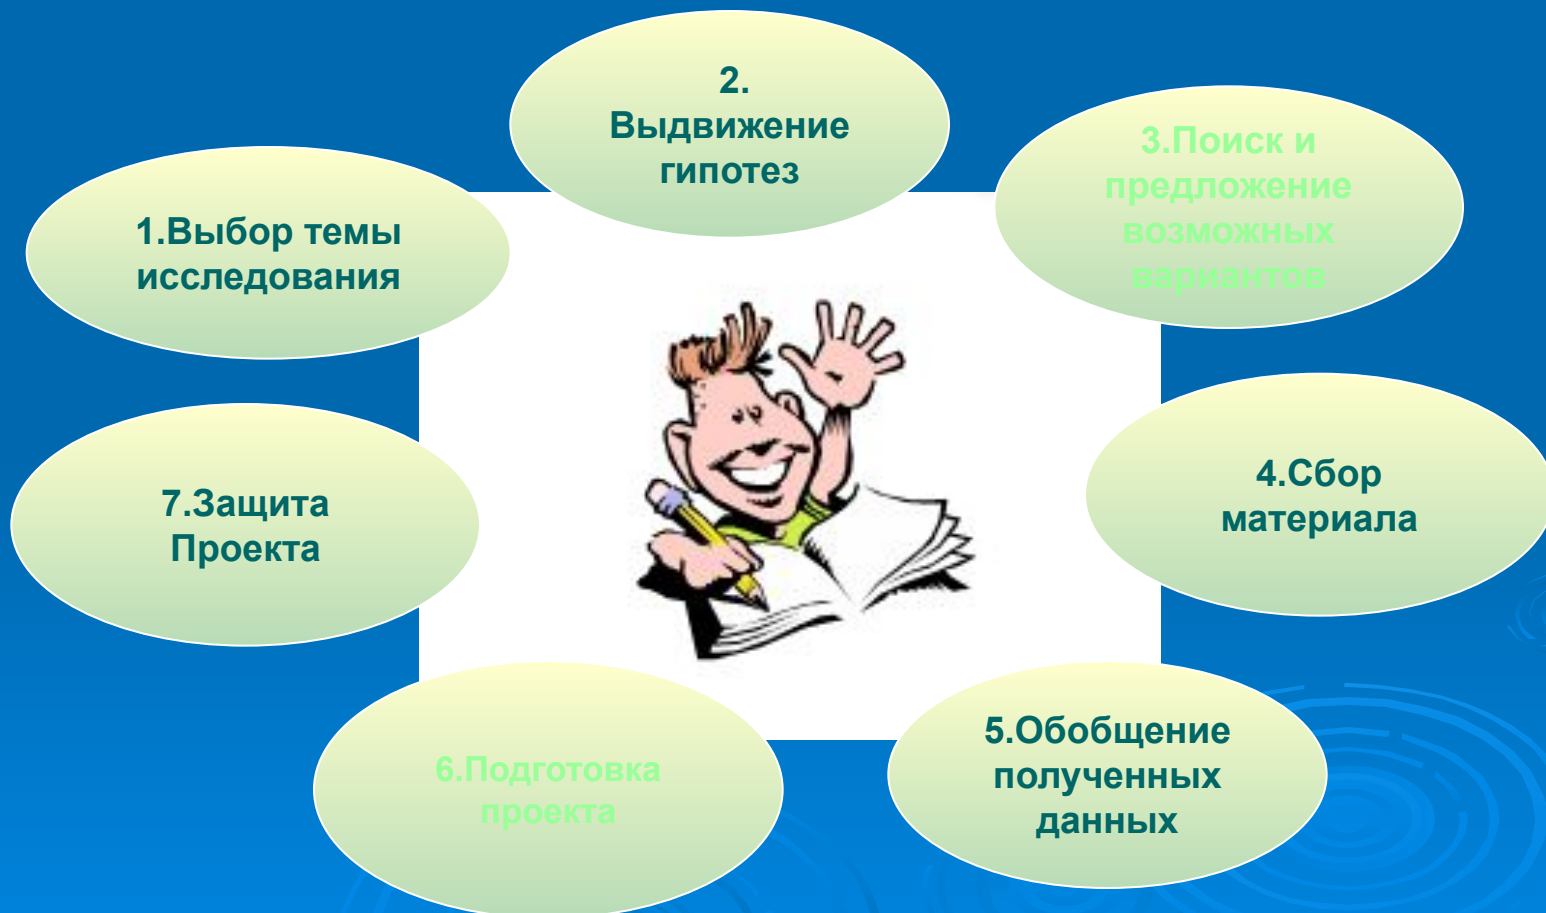 1.Выбор темы
исследования
2.
Выдвижение
гипотез
3.Поиск и
предложение
возможных
вариантов
4.Сбор
материала
5.Обобщение
полученных
данных
6.Подготовка
проекта
7.Защита
Проекта